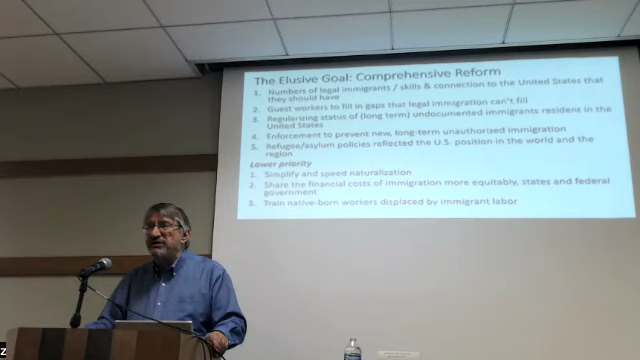 The Elusive Goal: Comprehensive Reform
1. Numbers of legal immigrants / skills & connection to the United States that
they should have
2. Guest workers to fill in gaps that legal immigration can't fill
3. Regularizing status of (long term) undocumented immigrants resident in the
United States
4. Enforcement to prevent new, long-term unauthorized immigration
5. Refugee/asylum policies reflected the U.S. position in the world and the
region
Lower priority
1. Simplify and speed naturalization
2. Share the financial costs of immigration more equitably, states and federal
government
3. Train native-born workers displaced by immigrant labor
Z